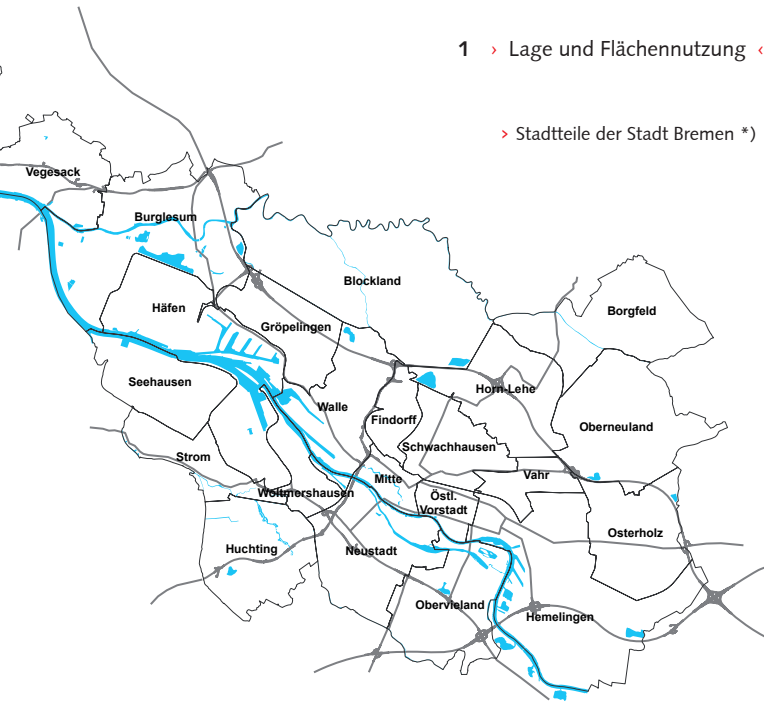 1 › Lage und Flächennutzung ‹
› Stadtteile der Stadt Bremen *)
Vegesack
Burglesum
Blockland
Häfen
Borgfeld
Gröpelingen
Seehausen
Horn-Lehe
Walle
Findorff
Oberneuland
Schwachhausen
Strom
Vahr
Mitte
Woltmershausen
Östl.
Vorstadt
Osterholz
Huchting
Neustadt
Obervieland
Hemelingen